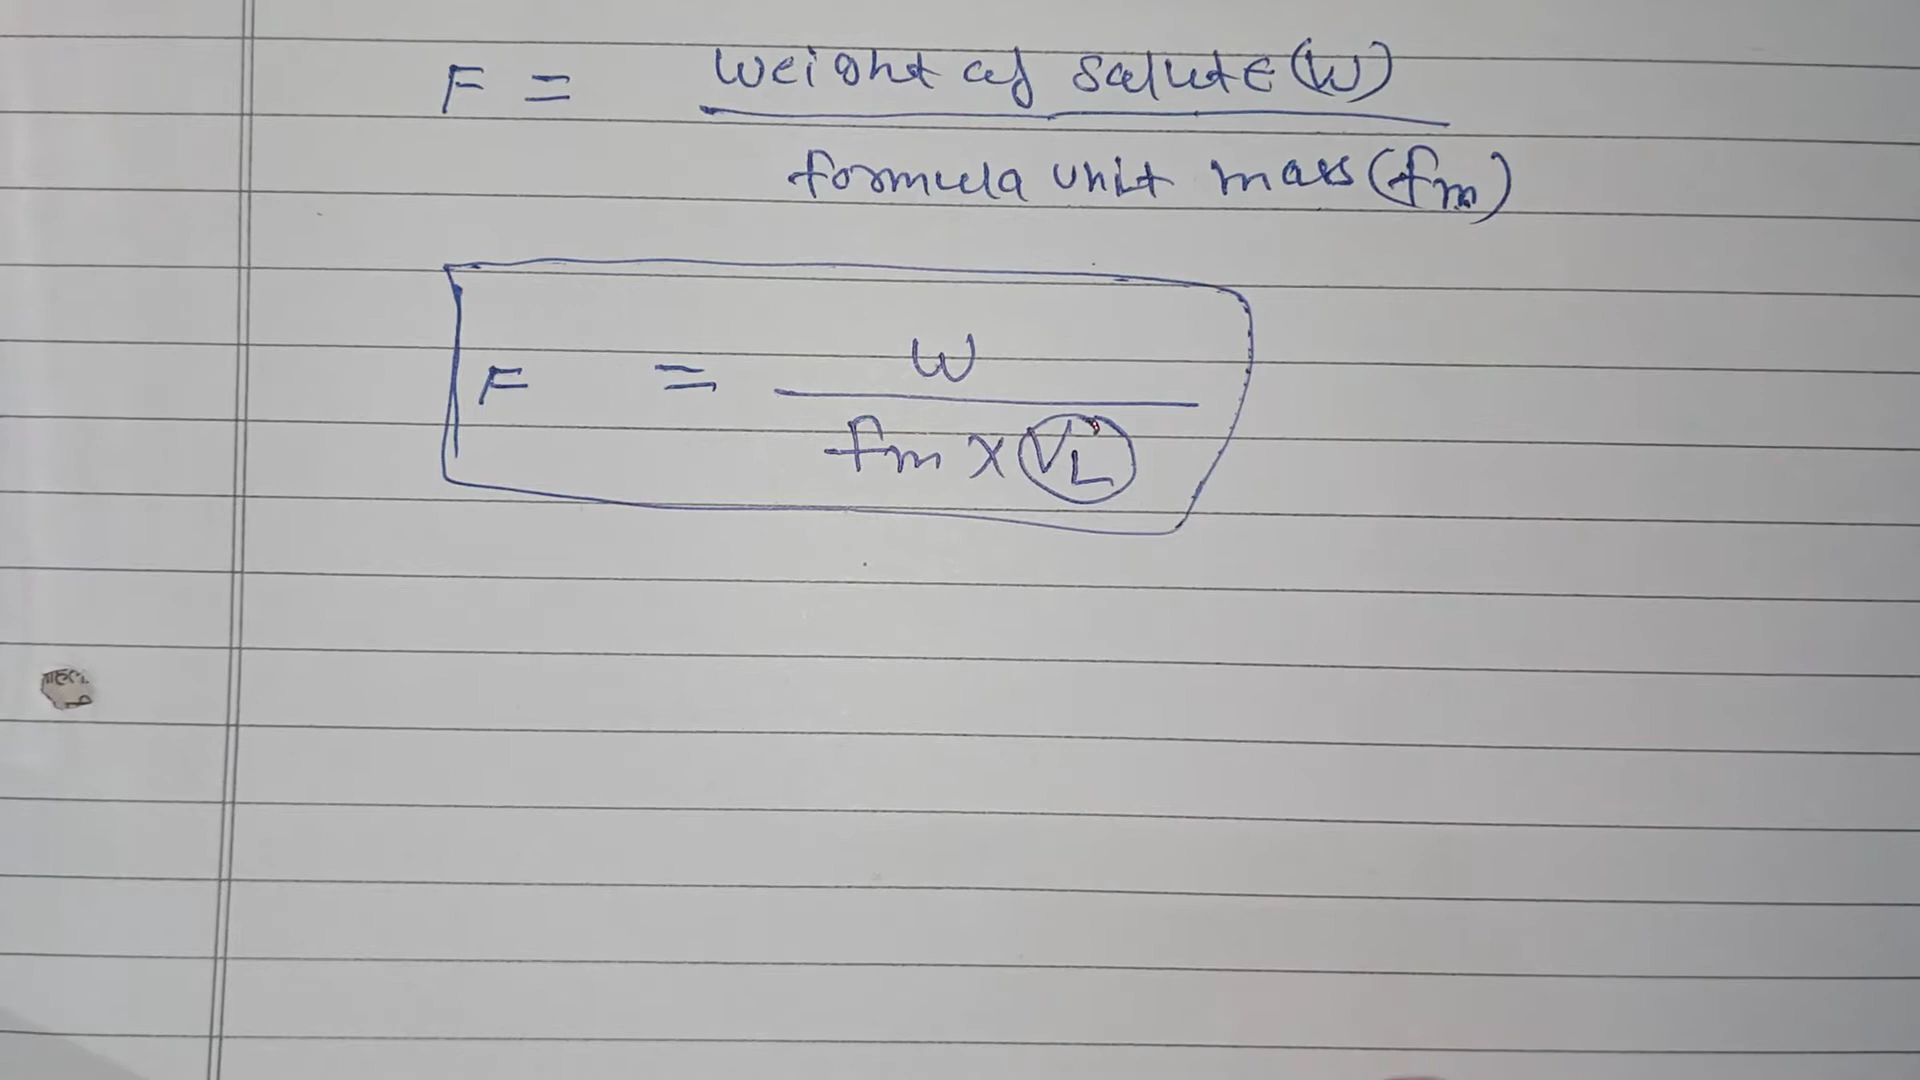 F = weight of solute (W)
formula unit mass (fm)
F = W
fm × VL